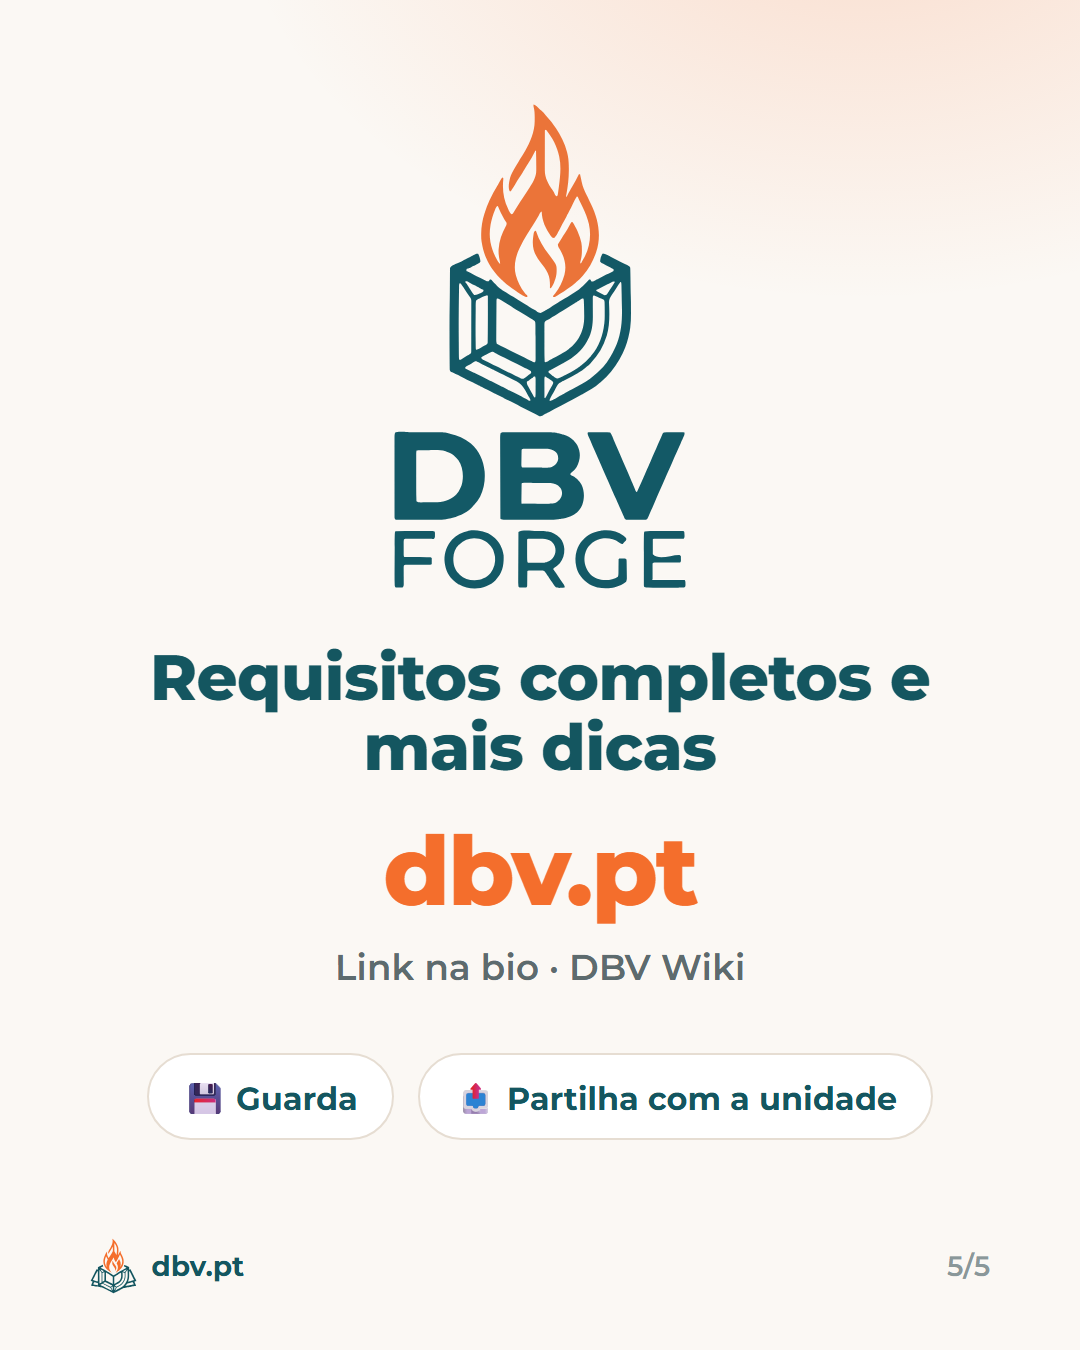 DBV
FORGE
Requisitos completos e
mais dicas
dbv.pt
Link na bio · DBV Wiki
Guarda
Partilha com a unidade
dbv.pt
5/5